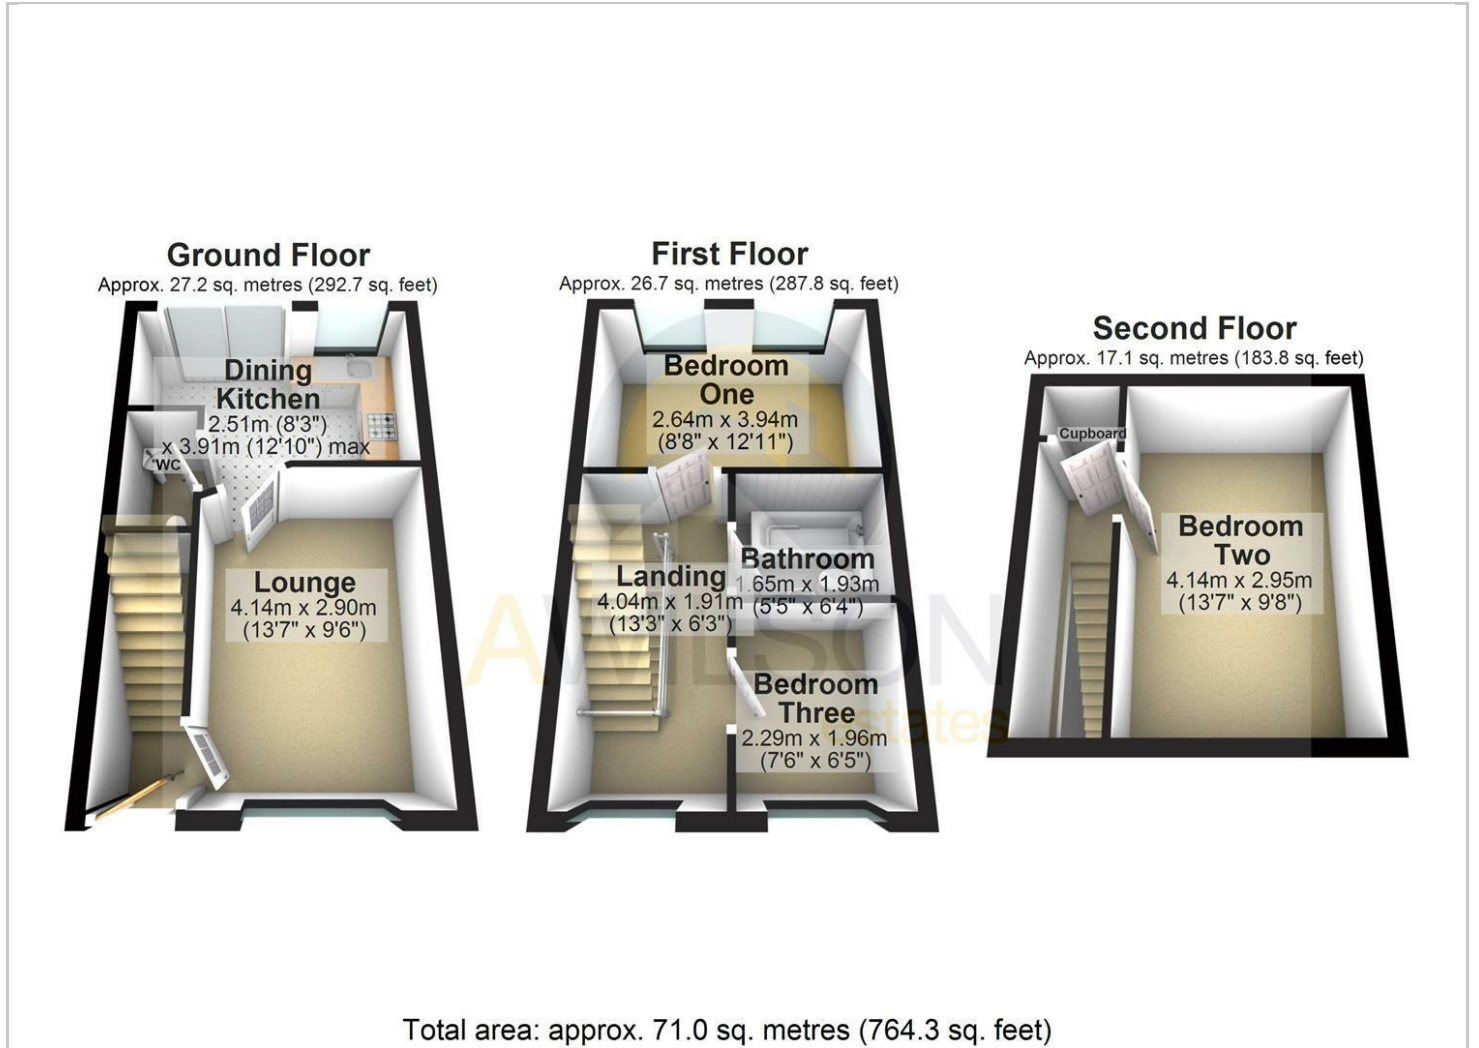 Ground Floor
Approx. 27.2 sq. metres (292.7 sq. feet)
Dining
Kitchen
2.51m (8'3")
x 3.91m (12'10") max
WC
Lounge
4.14m x 2.90m
(13'7" x 9'6")
First Floor
Approx. 26.7 sq. metres (287.8 sq. feet)
Bedroom
One
2.64m x 3.94m
(8'8" x 12'11")
Landing
4.04m x 1.91m
(13'3" x 6'3")
Bathroom
1.65m x 1.93m
(5'5" x 6'4")
Bedroom
Three
2.29m x 1.96m
(7'6" x 6'5")
AWILSON
estates
Second Floor
Approx. 17.1 sq. metres (183.8 sq. feet)
Cupboard
Bedroom
Two
4.14m x 2.95m
(13'7" x 9'8")
Total area: approx. 71.0 sq. metres (764.3 sq. feet)